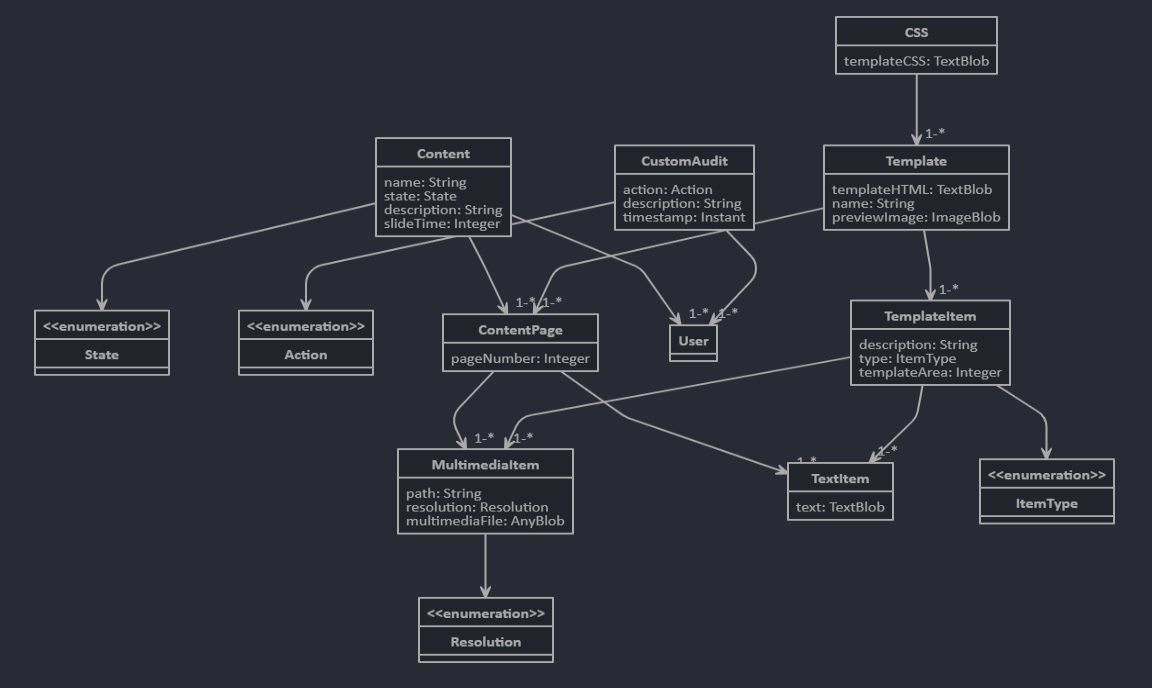 CSS
templateCSS: TextBlob
1-*
Content
name: String
state: State
description: String
slideTime: Integer
CustomAudit
action: Action
description: String
timestamp: Instant
Template
templateHTML: TextBlob
name: String
previewImage: ImageBlob
1-*
1-*
1-*
1-*
1-*
<<enumeration>>
State
<<enumeration>>
Action
ContentPage
pageNumber: Integer
User
TemplateItem
description: String
type: ItemType
templateArea: Integer
1-*
1-*
1-*
1-*
MultimediaItem
path: String
resolution: Resolution
multimediaFile: AnyBlob
TextItem
text: TextBlob
<<enumeration>>
ItemType
<<enumeration>>
Resolution